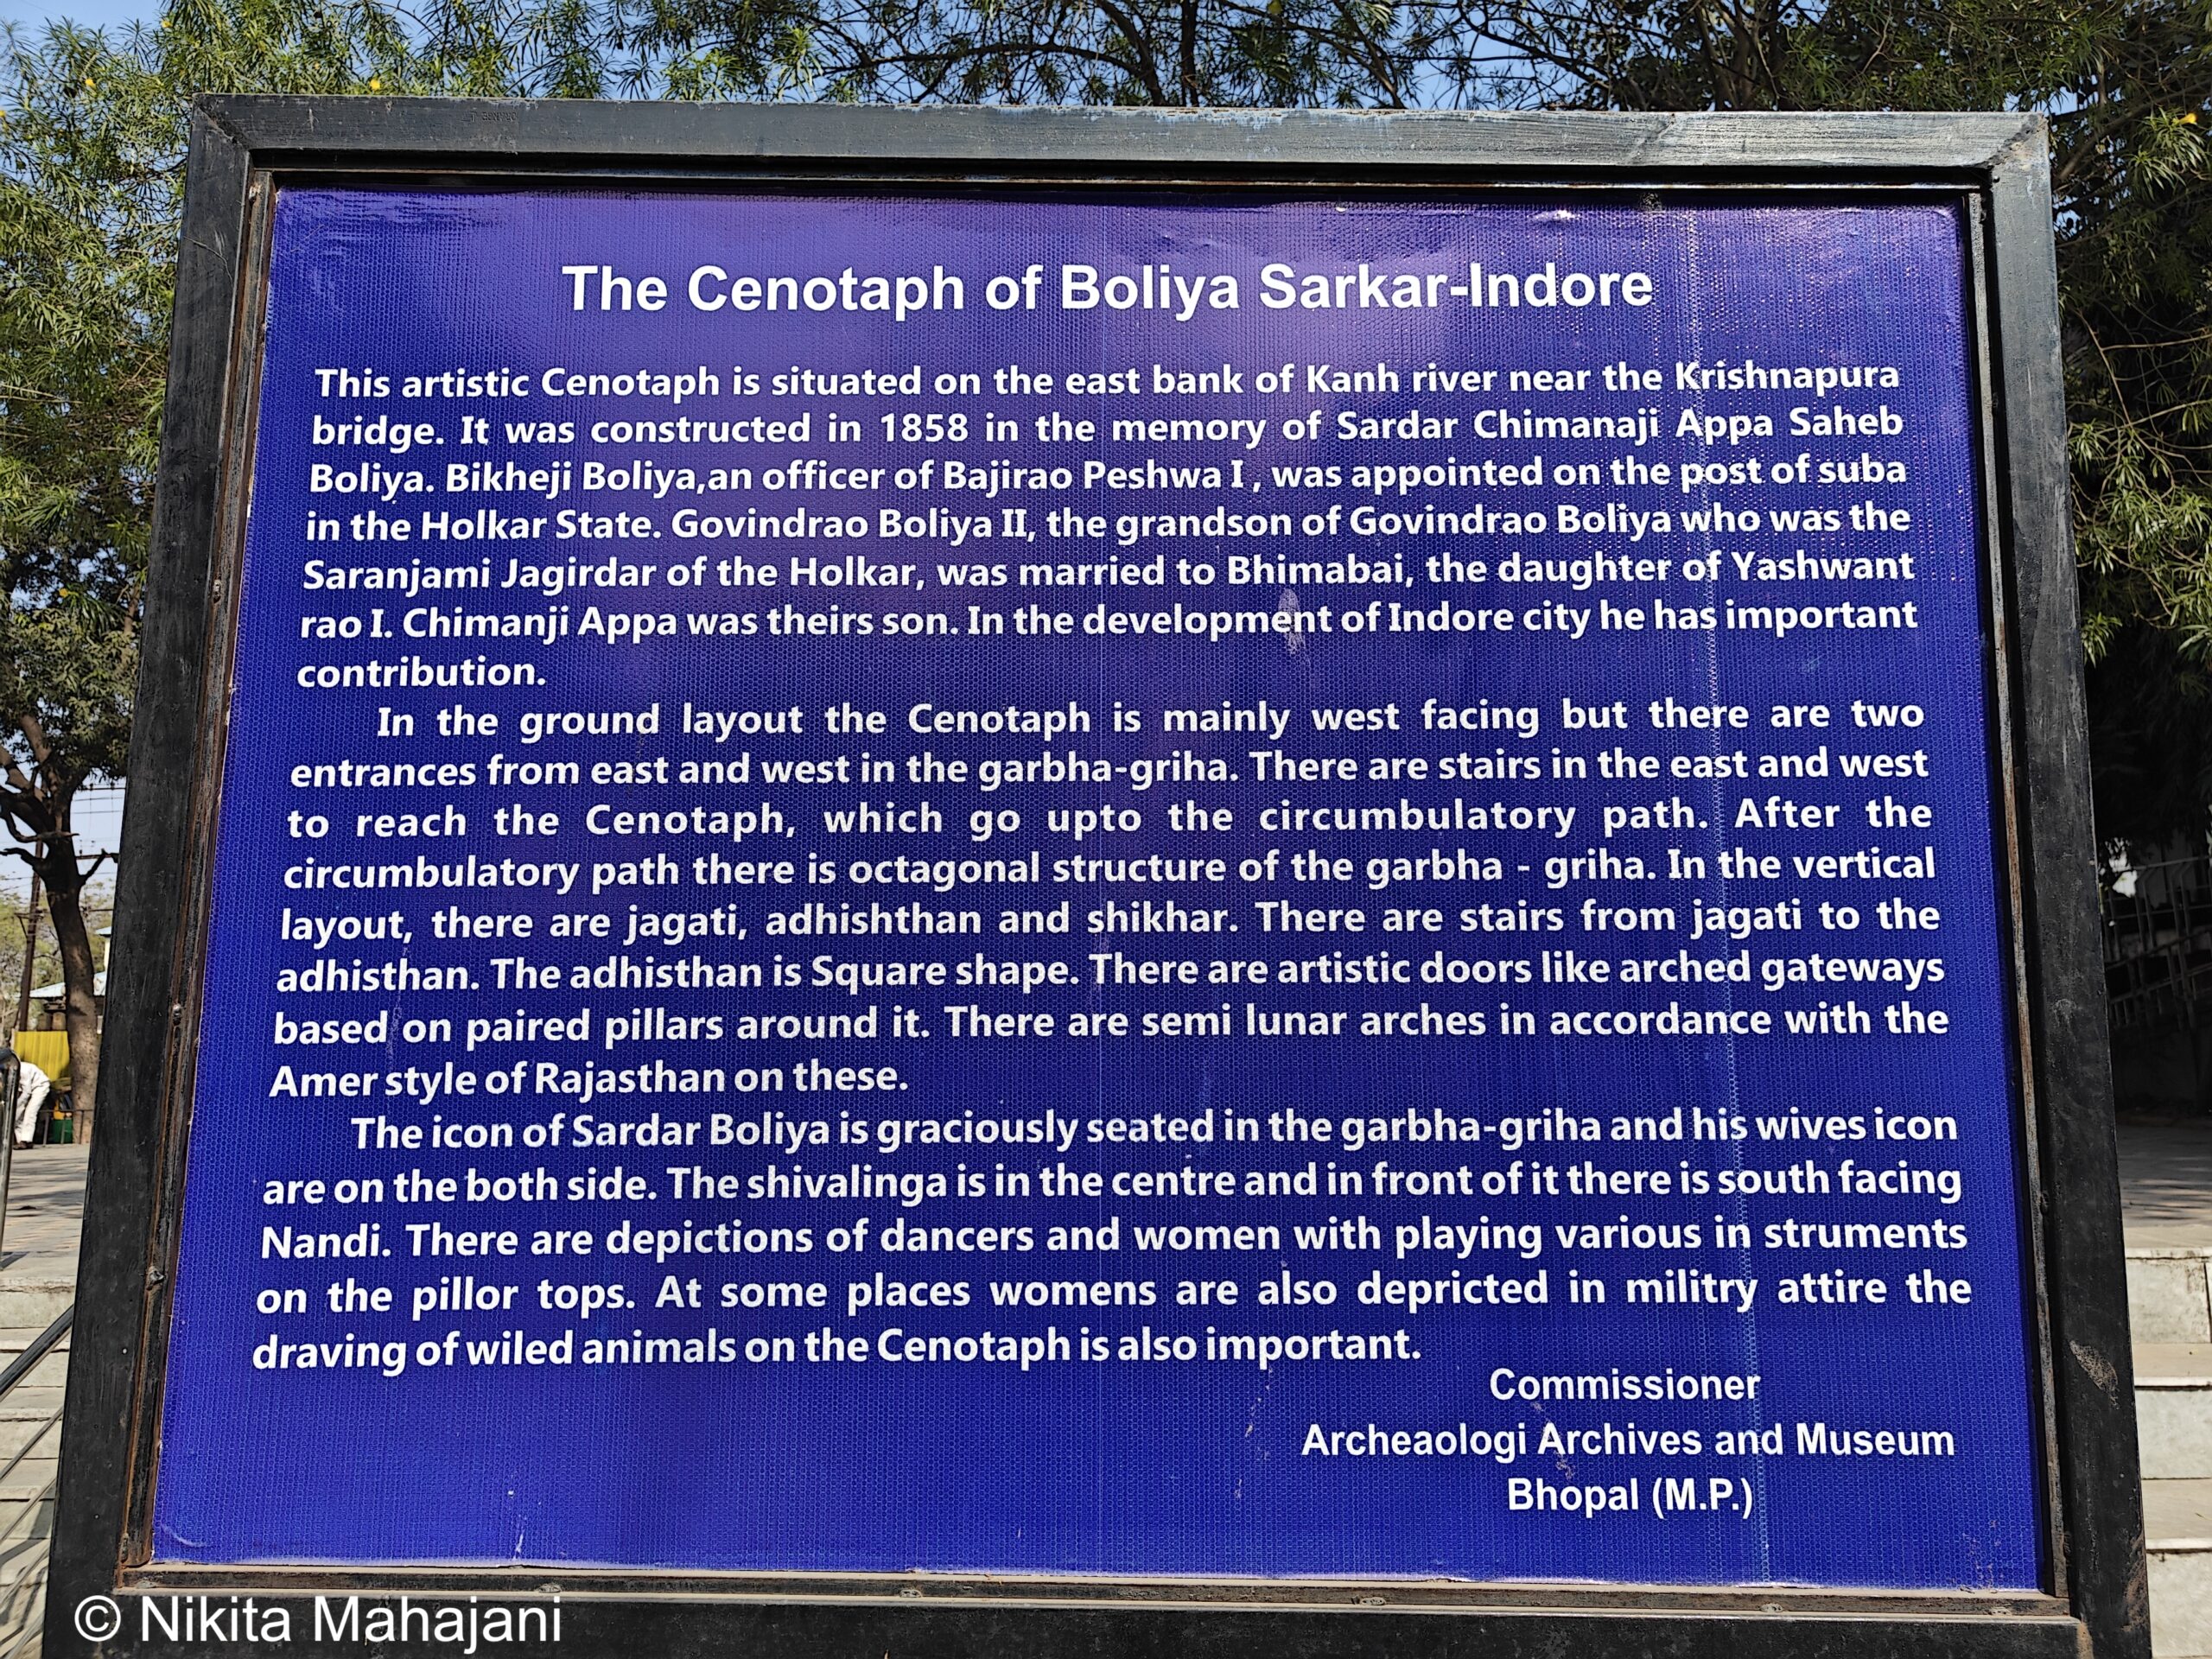 The Cenotaph of Boliya Sarkar-Indore
This artistic Cenotaph is situated on the east bank of Kanh river near the Krishnapura
bridge. It was constructed in 1858 in the memory of Sardar Chimanaji Appa Saheb
Boliya. Bikheji Boliya,an officer of Bajirao Peshwa I , was appointed on the post of suba
in the Holkar State. Govindrao Boliya II, the grandson of Govindrao Boliya who was the
Saranjami Jagirdar of the Holkar, was married to Bhimabai, the daughter of Yashwant
rao I. Chimanji Appa was theirs son. In the development of Indore city he has important
contribution.
In the ground layout the Cenotaph is mainly west facing but there are two
entrances from east and west in the garbha-griha. There are stairs in the east and west
to reach the Cenotaph, which go upto the circumbulatory path. After the
circumbulatory path there is octagonal structure of the garbha - griha. In the vertical
layout, there are jagati, adhishthan and shikhar. There are stairs from jagati to the
adhisthan. The adhisthan is Square shape. There are artistic doors like arched gateways
based on paired pillars around it. There are semi lunar arches in accordance with the
Amer style of Rajasthan on these.
The icon of Sardar Boliya is graciously seated in the garbha-griha and his wives icon
are on the both side. The shivalinga is in the centre and in front of it there is south facing
Nandi. There are depictions of dancers and women with playing various in struments
on the pillor tops. At some places womens are also depricted in militry attire the
draving of wiled animals on the Cenotaph is also important.
Commissioner
Archeaologi Archives and Museum
Bhopal (M.P.)
© Nikita Mahajani